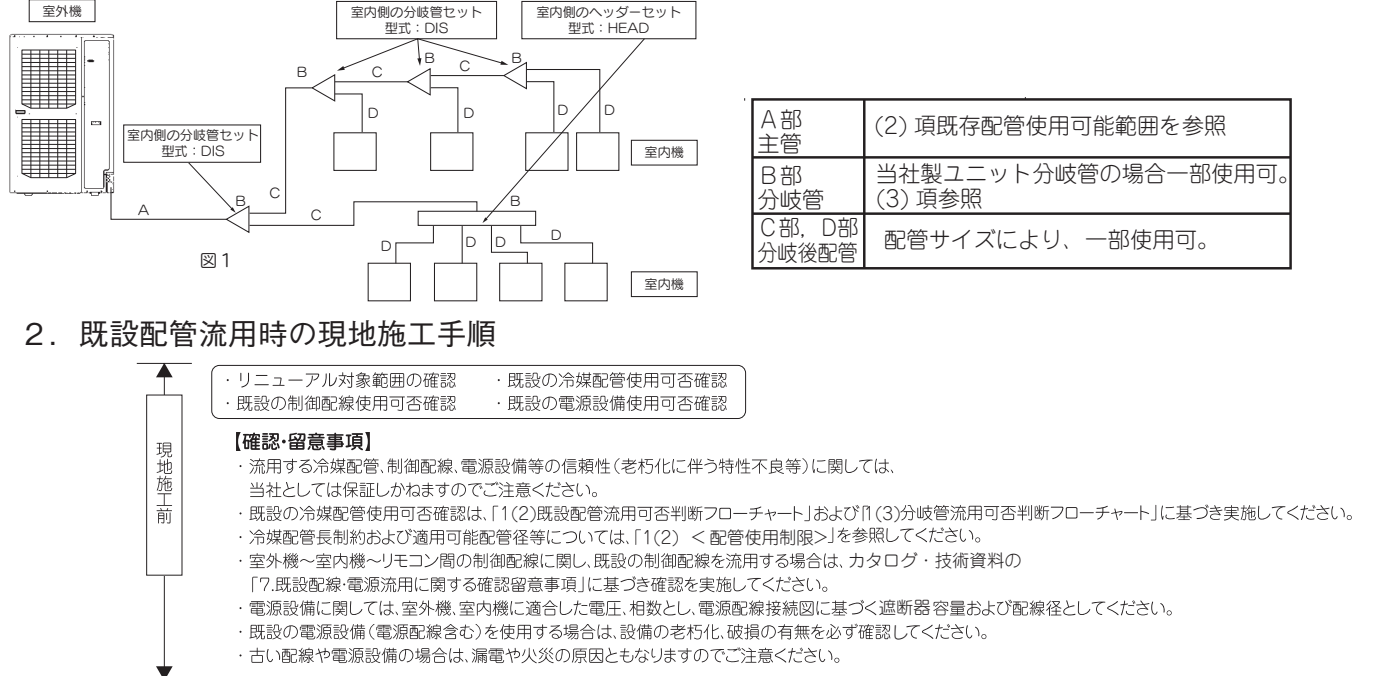 室外機
室内側の分岐管セット
型式：DIS
室内側のヘッダーセット
型式：HEAD
B
C
B
C
B
D
D
D
D
室内機
室内側の分岐管セット
型式：DIS
A
B
C
C
B
D
D
D
D
室内機
図1
A部
主管
(2) 項既存配管使用可能範囲を参照
B部
分岐管
当社製ユニット分岐管の場合一部使用可。
(3) 項参照
C部，D部
分岐後配管
配管サイズにより、一部使用可。
2．既設配管流用時の現地施工手順
現地施工前
・リニューアル対象範囲の確認 ・既設の冷媒配管使用可否確認
・既設の制御配線使用可否確認 ・既設の電源設備使用可否確認
【確認・留意事項】
・流用する冷媒配管、制御配線、電源設備等の信頼性（老朽化に伴う特性不良等）に関しては、
当社としては保証しかねますのでご注意ください。
・既設の冷媒配管使用可否確認は、「1(2)既設配管流用可否判断フローチャート」および「1(3)分岐管流用可否判断フローチャート」に基づき実施してください。
・冷媒配管長制約および適用可能配管径等については、「1(2) ＜配管使用制限＞」を参照してください。
・室外機～室内機～リモコン間の制御配線に関し、既設の制御配線を流用する場合は、カタログ・技術資料の
「7.既設配線・電源流用に関する確認留意事項」に基づき確認を実施してください。
・電源設備に関しては、室外機、室内機に適合した電圧、相数とし、電源配線接続図に基づく遮断器容量および配線径としてください。
・既設の電源設備（電源配線含む）を使用する場合は、設備の老朽化、破損の有無を必ず確認してください。
・古い配線や電源設備の場合は、漏電や火災の原因ともなりますのでご注意ください。